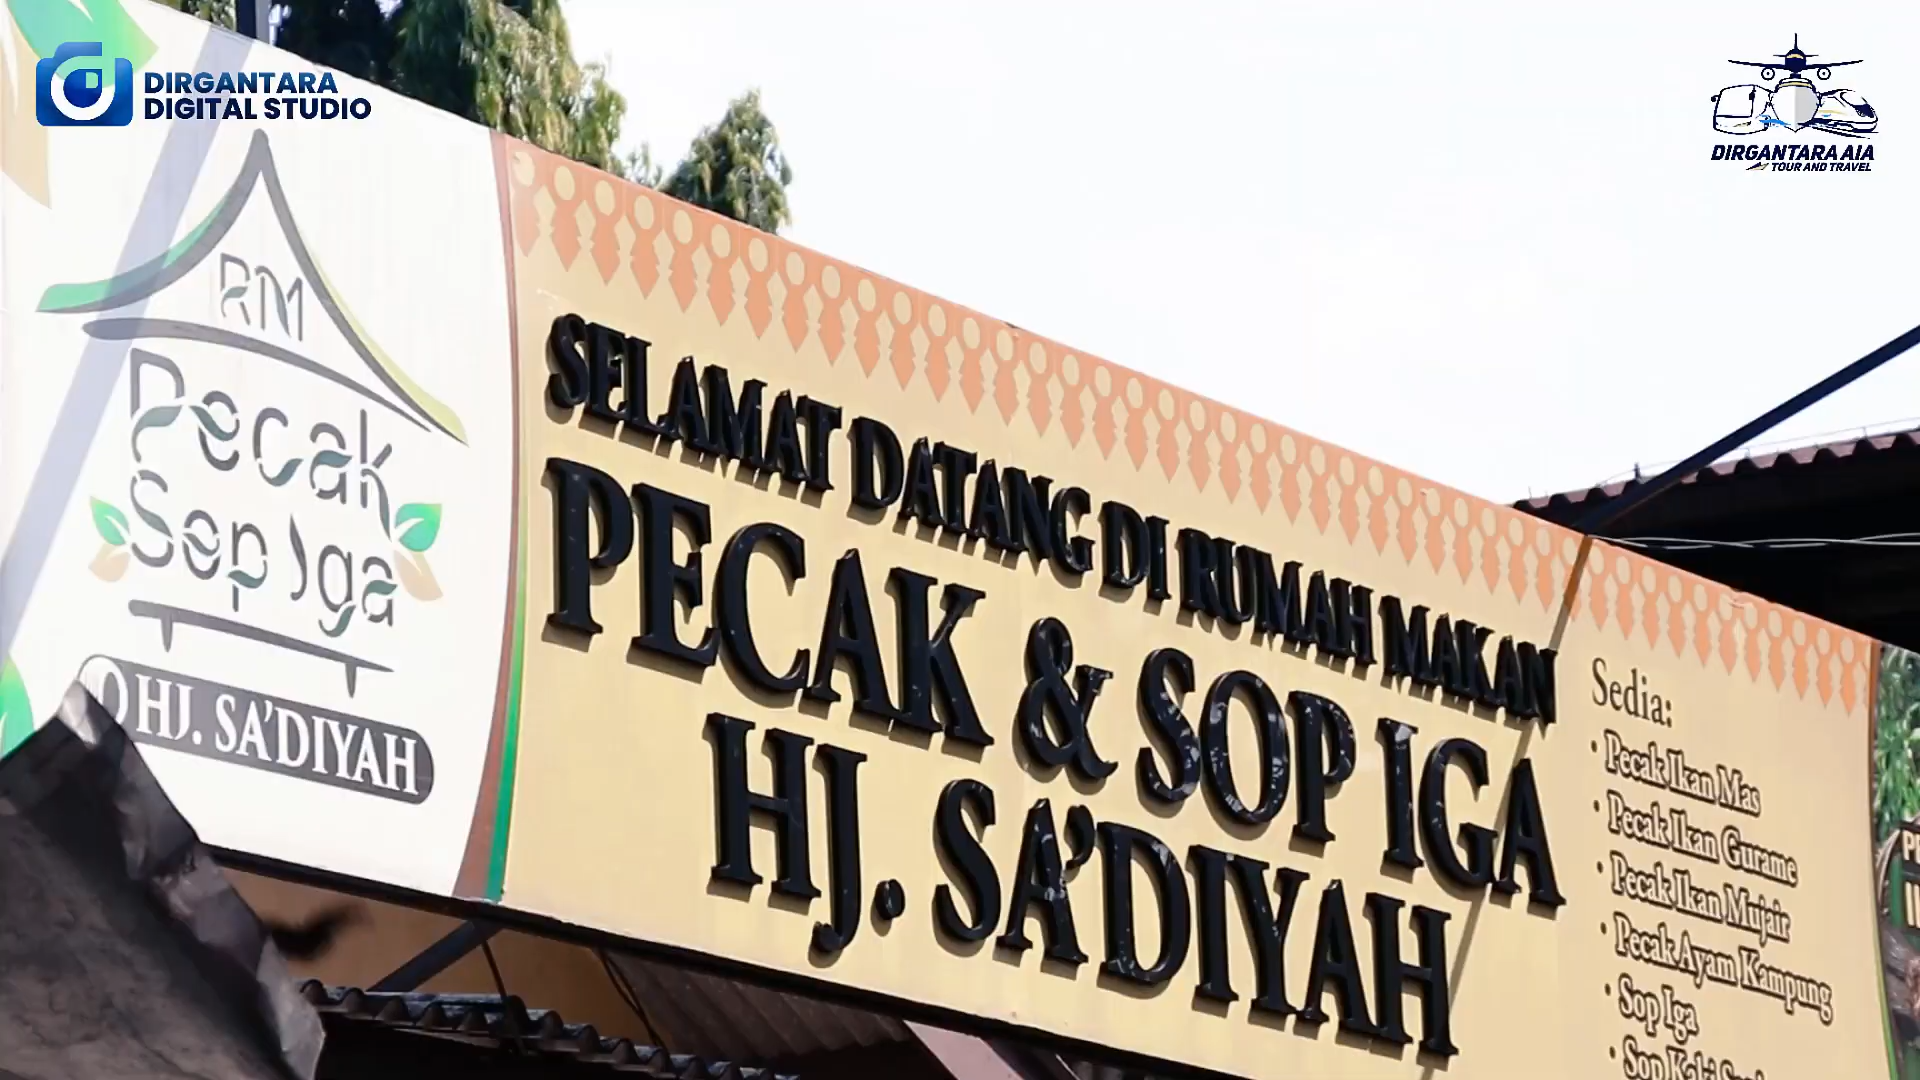 DIRGANTARA
DIGITAL STUDIO
DIRGANTARA AIA
TOUR AND TRAVEL
RM
Pecak
Sop Iga
HJ. SA'DIYAH
SELAMAT DATANG DI RUMAH MAKAN
PECAK & SOP IGA
HJ. SA'DIYAH
Sedia:
• Pecak Ikan Mas
• Pecak Ikan Gurame
• Pecak Ikan Mujair
• Pecak Ayam Kampung
• Sop Iga
• Sop Kaki